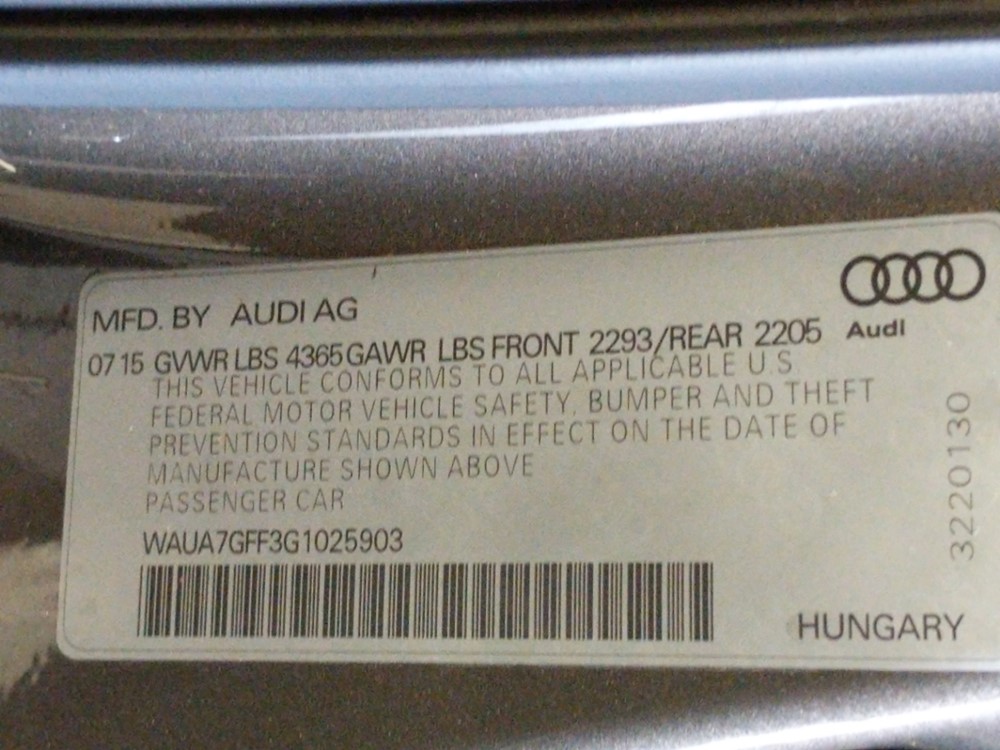 MFD. BY AUDI AG
Audi
07 15 GVWR LBS 4365 GAWR LBS FRONT 2293/REAR 2205
THIS VEHICLE CONFORMS TO ALL APPLICABLE U.S.
FEDERAL MOTOR VEHICLE SAFETY, BUMPER AND THEFT
PREVENTION STANDARDS IN EFFECT ON THE DATE OF
MANUFACTURE SHOWN ABOVE
PASSENGER CAR
WAUA7GFF3G1025903
HUNGARY
32201130